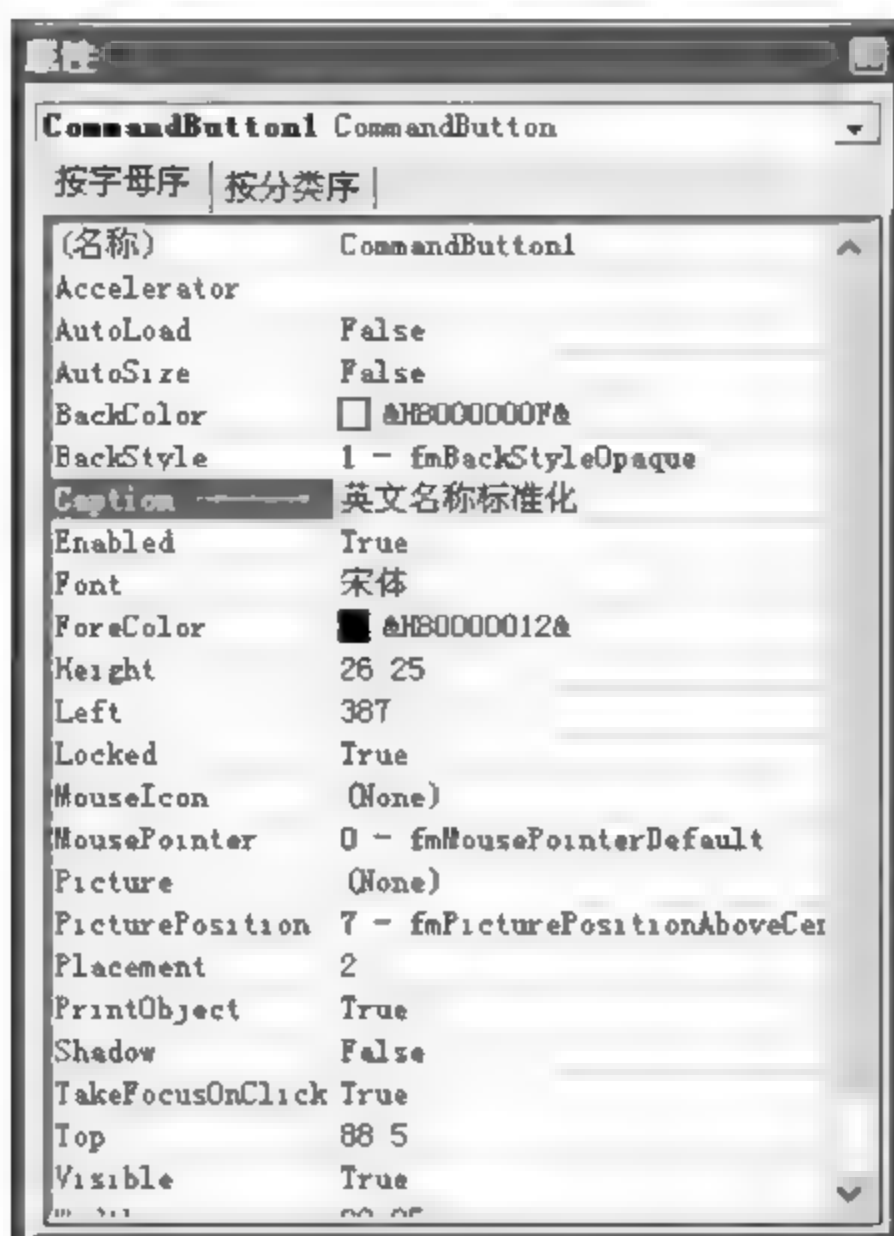 属性
CommandButton1 CommandButton
按字母序 按分类序
(名称) CommandButton1
Accelerator
AutoLoad False
AutoSize False
BackColor &H8000000F&
BackStyle 1 - fmBackStyleOpaque
Caption 英文名称标准化
Enabled True
Font 宋体
ForeColor &H80000012&
Height 26 25
Left 387
Locked True
MouseIcon (None)
MousePointer 0 - fmMousePointerDefault
Picture (None)
PicturePosition 7 - fmPicturePositionAboveCer
Placement 2
PrintObject True
Shadow False
TakeFocusOnClick True
Top 88 5
Visible True